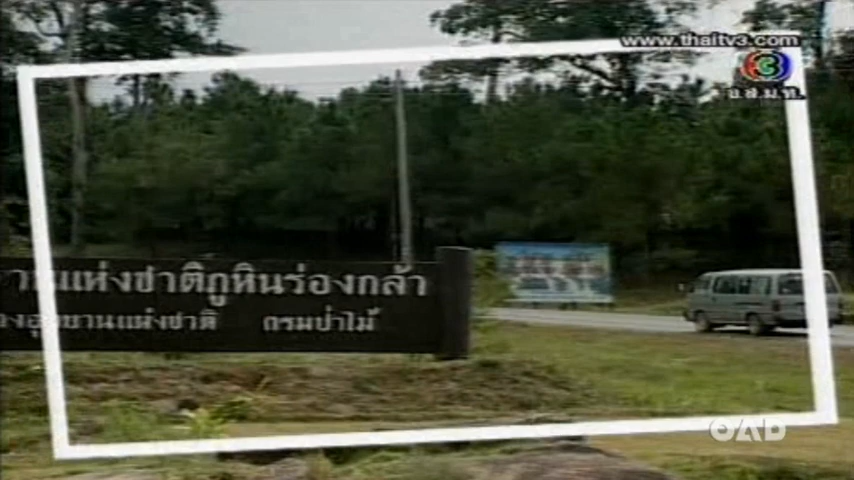 www.thaitv3.com
3
อ.ส.ม.ท.
านแห่งชาติภูหินร่องกล้า
องอุทยานแห่งชาติ กรมป่าไม้
OAD